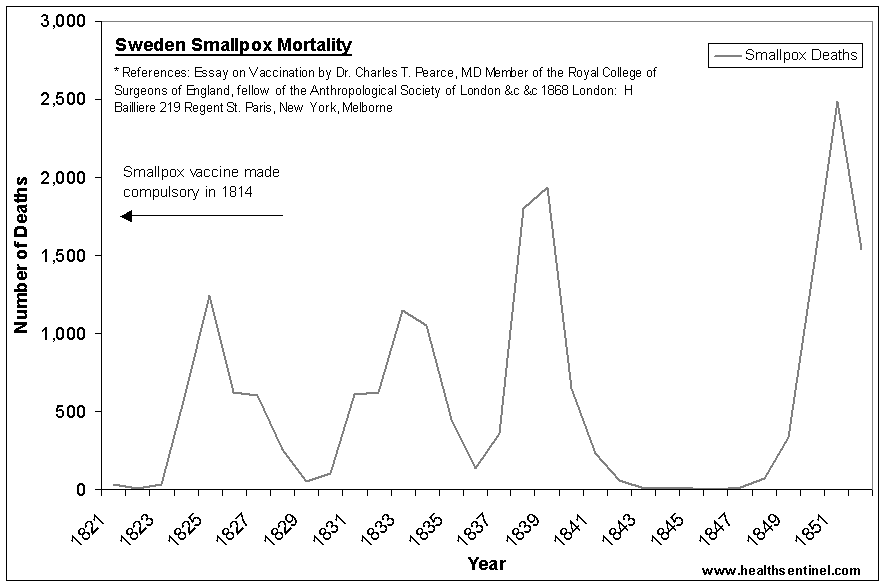 Sweden Smallpox Mortality
* References: Essay on Vaccination by Dr. Charles T. Pearce, MD Member of the Royal College of
Surgeons of England, fellow of the Anthropological Society of London &c &c 1868 London: H
Bailliere 219 Regent St. Paris, New York, Melborne
Smallpox Deaths
Smallpox vaccine made
compulsory in 1814
Number of Deaths
3,000
2,500
2,000
1,500
1,000
500
0
1821
1823
1825
1827
1829
1831
1833
1835
1837
1839
1841
1843
1845
1847
1849
1851
Year
www.healthsentinel.com